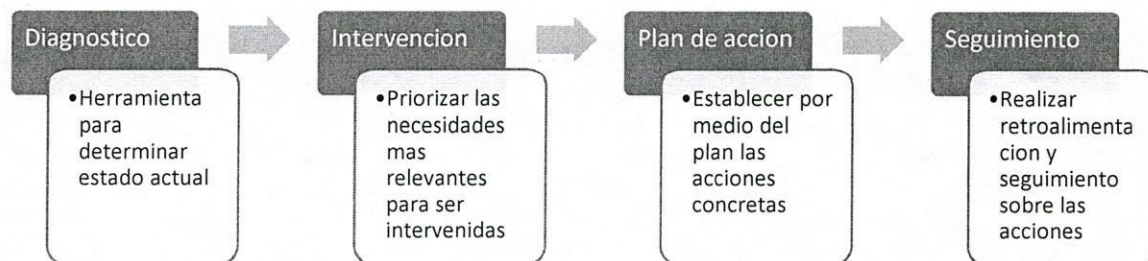 Diagnostico
•Herramienta
para
determinar
estado actual
Intervencion
•Priorizar las
necesidades
mas
relevantes
para ser
intervenidas
Plan de accion
•Establecer por
medio del
plan las
acciones
concretas
Seguimiento
•Realizar
retroalimenta
cion y
seguimiento
sobre las
acciones